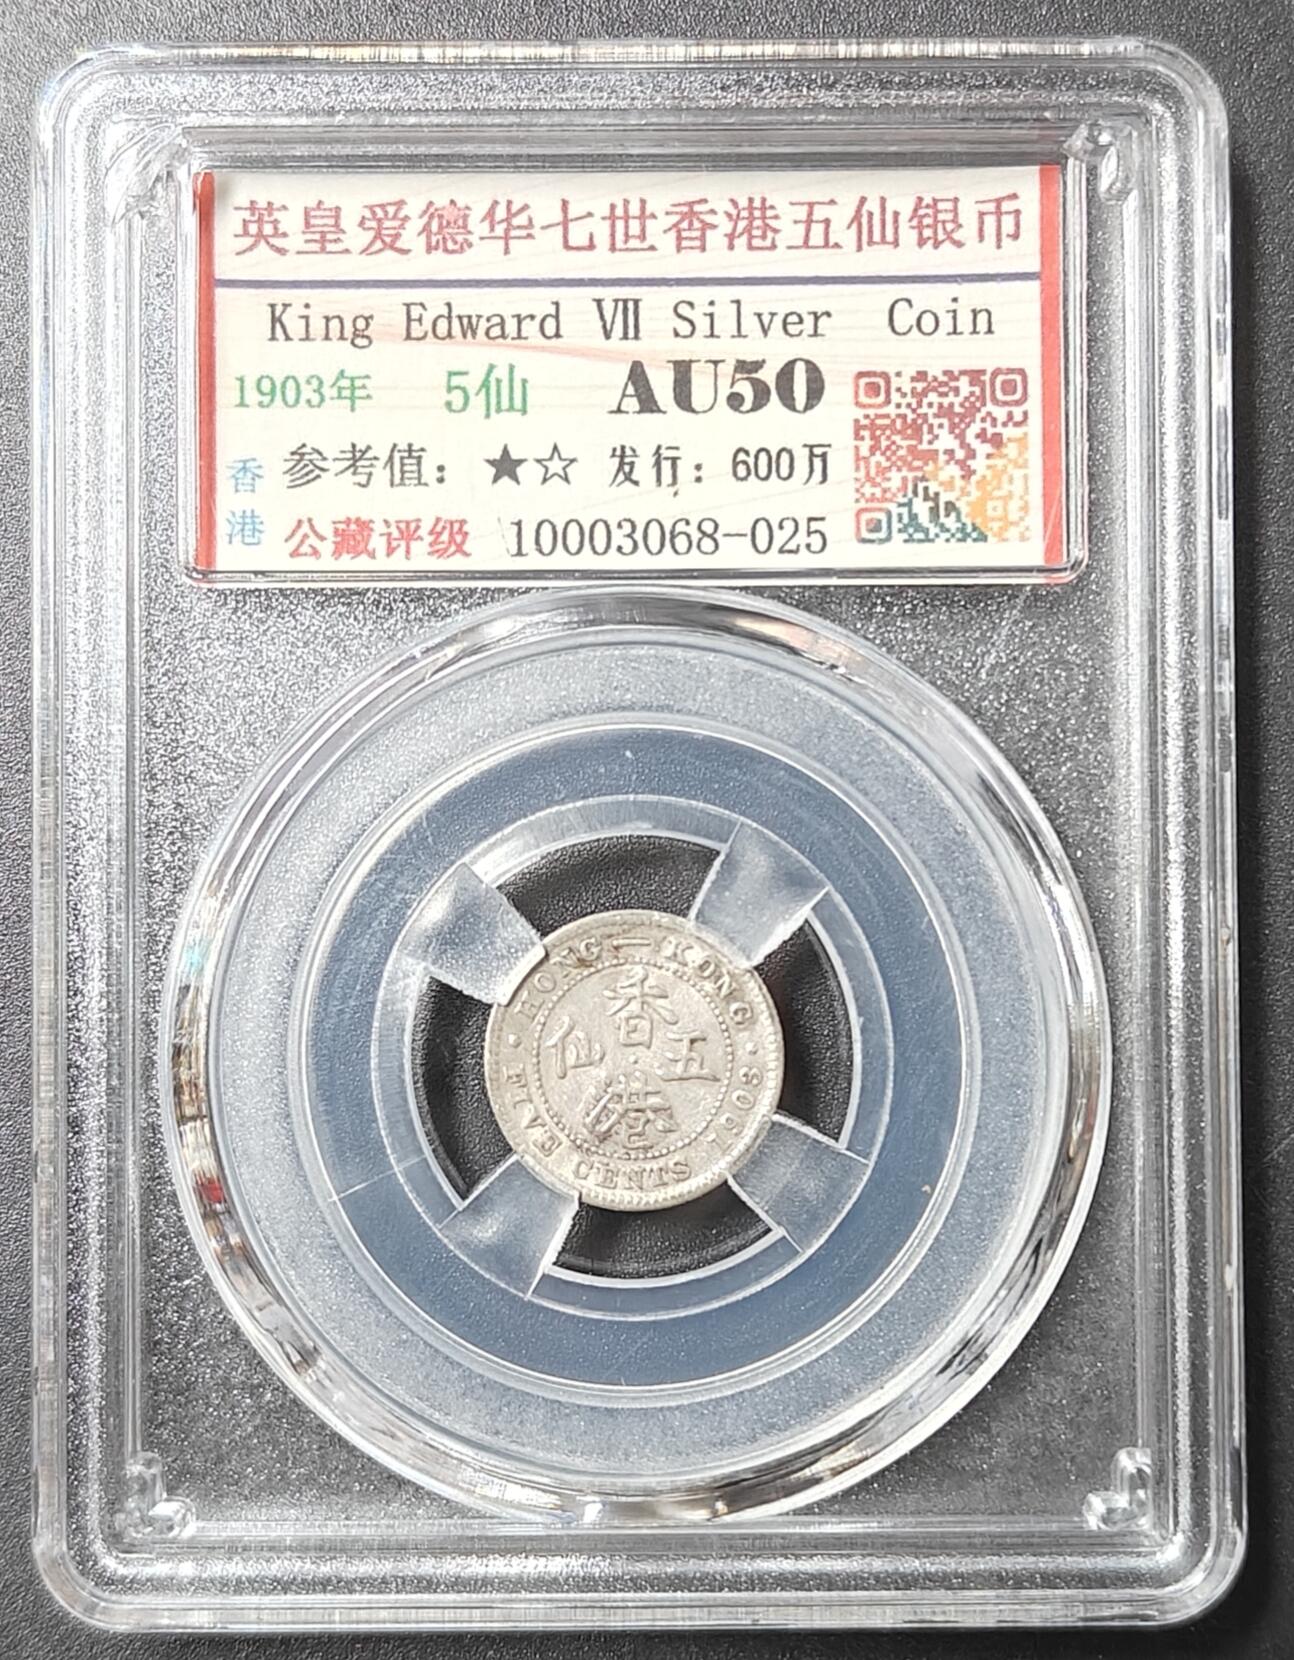 英皇爱德华七世香港五仙银币
King Edward Ⅶ Silver Coin
1903年 5仙 AU50
参考值：★☆ 发行：600万
香港
公藏评级 10003068-025
HONG-KONG
香港
五仙
FIVE CENTS 1903